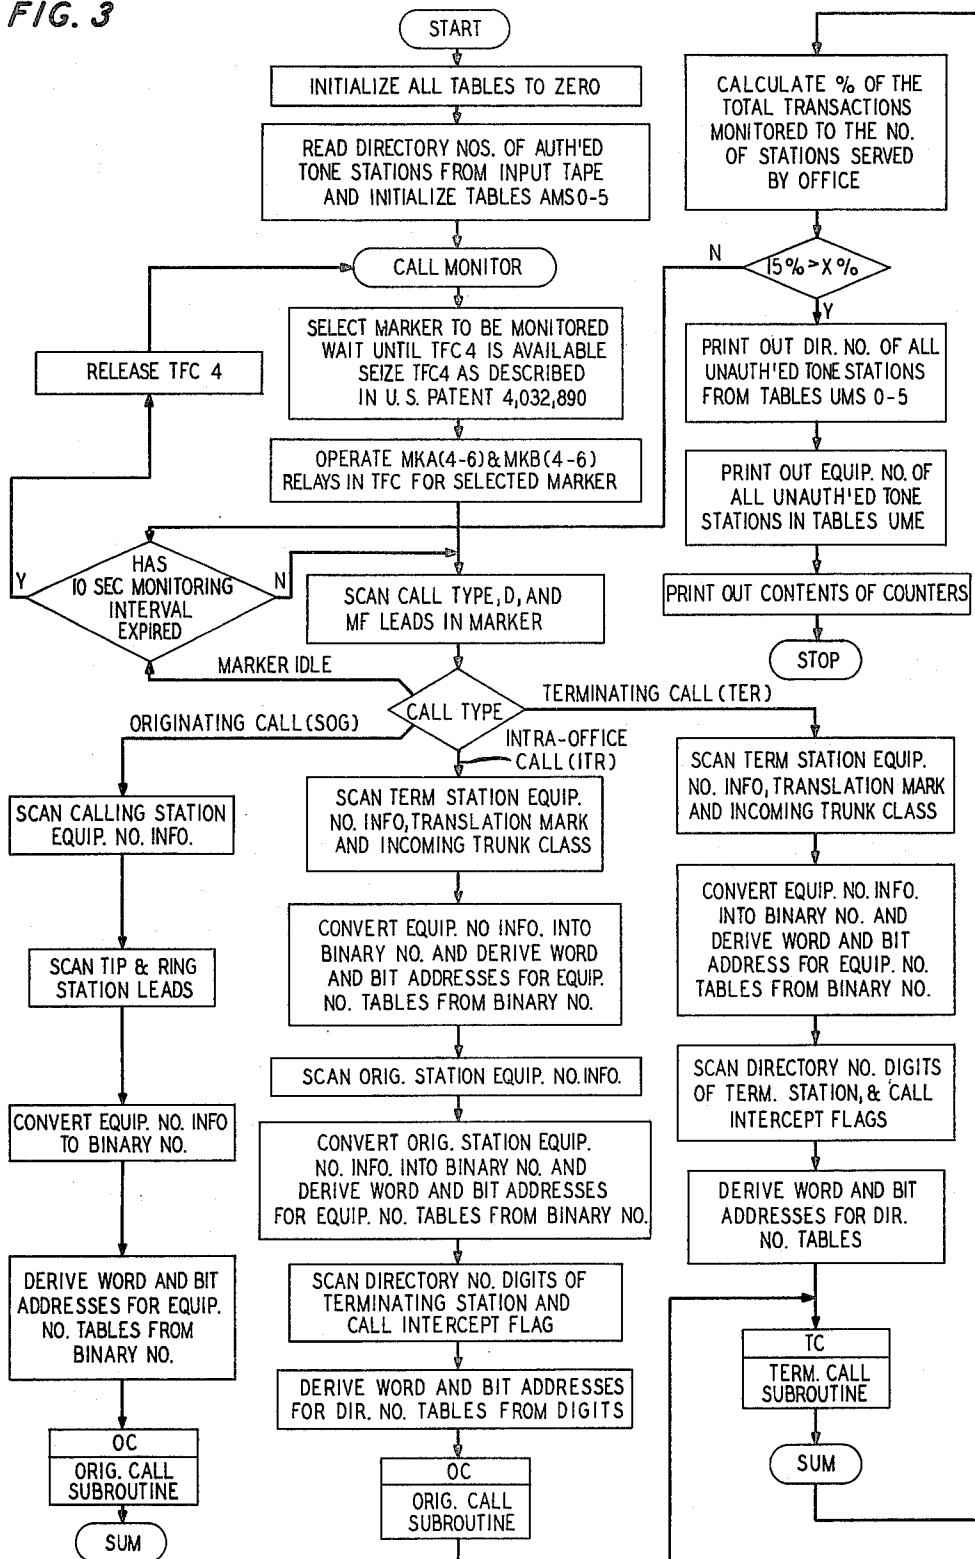 FIG. 3
START
INITIALIZE ALL TABLES TO ZERO
READ DIRECTORY NOS. OF AUTH'ED
TONE STATIONS FROM INPUT TAPE
AND INITIALIZE TABLES AMS 0-5
CALL MONITOR
SELECT MARKER TO BE MONITORED
WAIT UNTIL TFC 4 IS AVAILABLE
SEIZE TFC 4 AS DESCRIBED
IN U.S. PATENT 4,032,890
RELEASE TFC 4
OPERATE MKA(4-6) & MKB(4-6)
RELAYS IN TFC FOR SELECTED MARKER
HAS
10 SEC MONITORING
INTERVAL
EXPIRED
Y
N
SCAN CALL TYPE, D, AND
MF LEADS IN MARKER
MARKER IDLE
CALL TYPE
ORIGINATING CALL (SOG)
INTRA-OFFICE
CALL (ITR)
TERMINATING CALL (TER)
SCAN CALLING STATION
EQUIP. NO. INFO.
SCAN TIP & RING
STATION LEADS
CONVERT EQUIP. NO. INFO
TO BINARY NO.
DERIVE WORD AND BIT
ADDRESSES FOR EQUIP.
NO. TABLES FROM
BINARY NO.
OC
ORIG. CALL
SUBROUTINE
SUM
SCAN TERM STATION EQUIP.
NO. INFO, TRANSLATION MARK
AND INCOMING TRUNK CLASS
CONVERT EQUIP. NO INFO. INTO
BINARY NO. AND DERIVE WORD
AND BIT ADDRESSES FOR EQUIP.
NO. TABLES FROM BINARY NO.
SCAN ORIG. STATION EQUIP. NO. INFO.
CONVERT ORIG. STATION EQUIP.
NO. INFO. INTO BINARY NO. AND
DERIVE WORD AND BIT ADDRESSES
FOR EQUIP. NO. TABLES FROM BINARY NO.
SCAN DIRECTORY NO. DIGITS OF
TERMINATING STATION AND
CALL INTERCEPT FLAG
DERIVE WORD AND BIT ADDRESSES
FOR DIR. NO. TABLES FROM DIGITS
OC
ORIG. CALL
SUBROUTINE
CALCULATE % OF THE
TOTAL TRANSACTIONS
MONITORED TO THE NO.
OF STATIONS SERVED
BY OFFICE
N
15% > X %
Y
PRINT OUT DIR. NO. OF ALL
UNAUTH'ED TONE STATIONS
FROM TABLES UMS 0-5
PRINT OUT EQUIP. NO. OF
ALL UNAUTH'ED TONE
STATIONS IN TABLES UME
PRINT OUT CONTENTS OF COUNTERS
STOP
SCAN TERM STATION EQUIP.
NO. INFO, TRANSLATION MARK
AND INCOMING TRUNK CLASS
CONVERT EQUIP. NO. INFO.
INTO BINARY NO. AND
DERIVE WORD AND BIT
ADDRESS FOR EQUIP. NO.
TABLES FROM BINARY NO.
SCAN DIRECTORY NO. DIGITS
OF TERM. STATION, & CALL
INTERCEPT FLAGS
DERIVE WORD AND BIT
ADDRESSES FOR DIR.
NO. TABLES
TC
TERM. CALL
SUBROUTINE
SUM